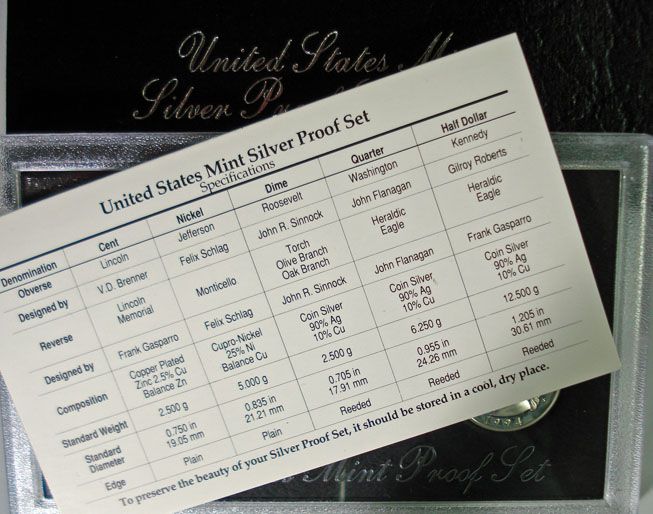 United States Mint
Silver Proof
United States Mint Silver Proof Set
Specifications
Denomination Cent Nickel Dime Quarter Half Dollar
Obverse Lincoln Jefferson Roosevelt Washington Kennedy
Designed by V.D. Brenner Felix Schlag John R. Sinnock John Flanagan Gilroy Roberts
Reverse Lincoln Monticello Torch Heraldic Heraldic
Memorial Olive Branch Eagle Eagle
Oak Branch
Designed by Frank Gasparro Felix Schlag John R. Sinnock John Flanagan Frank Gasparro
Composition Copper Plated Cupro-Nickel Coin Silver Coin Silver Coin Silver
Zinc 2.5% Cu 25% Ni 90% Ag 90% Ag 90% Ag
Balance Zn Balance Cu 10% Cu 10% Cu 10% Cu
Standard Weight 2.500 g 5.000 g 2.500 g 6.250 g 12.500 g
Standard 0.750 in 0.835 in 0.705 in 0.955 in 1.205 in
Diameter 19.05 mm 21.21 mm 17.91 mm 24.26 mm 30.61 mm
Edge Plain Plain Reeded Reeded Reeded
To preserve the beauty of your Silver Proof Set, it should be stored in a cool, dry place.
1994
Mint Proof Set